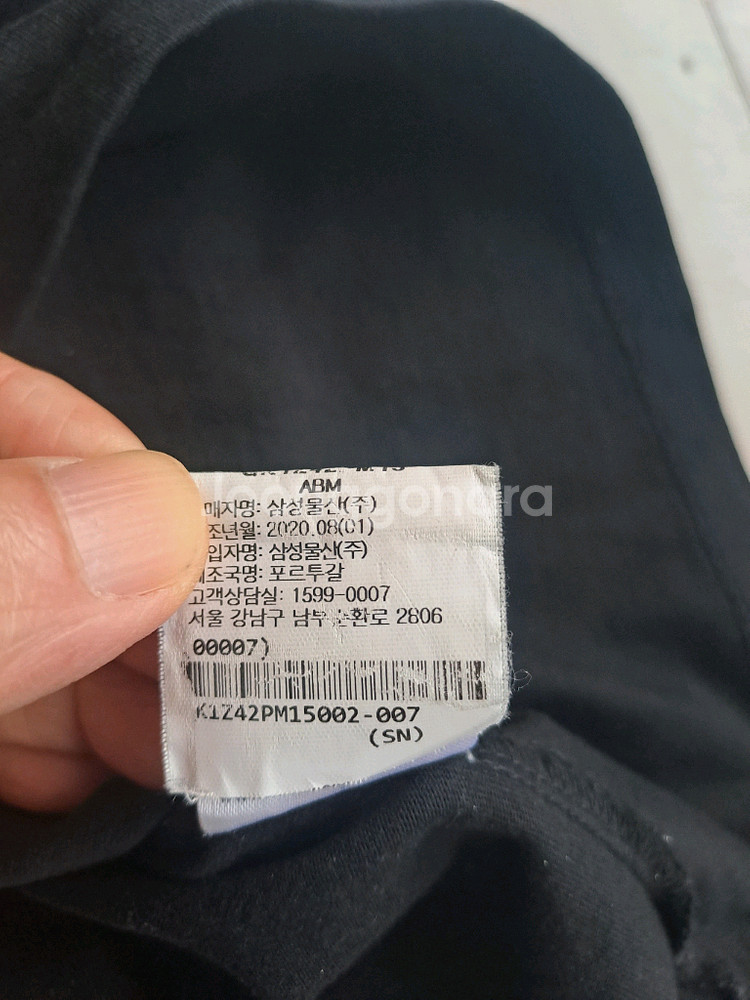 ABM
매자명: 삼성물산(주)
조년월: 2020.08(01)
입자명: 삼성물산(주)
제조국명: 포르투갈
고객상담실: 1599-0007
서울 강남구 남부순환로 2806
00007)
K1Z42PM15002-007
(SN)